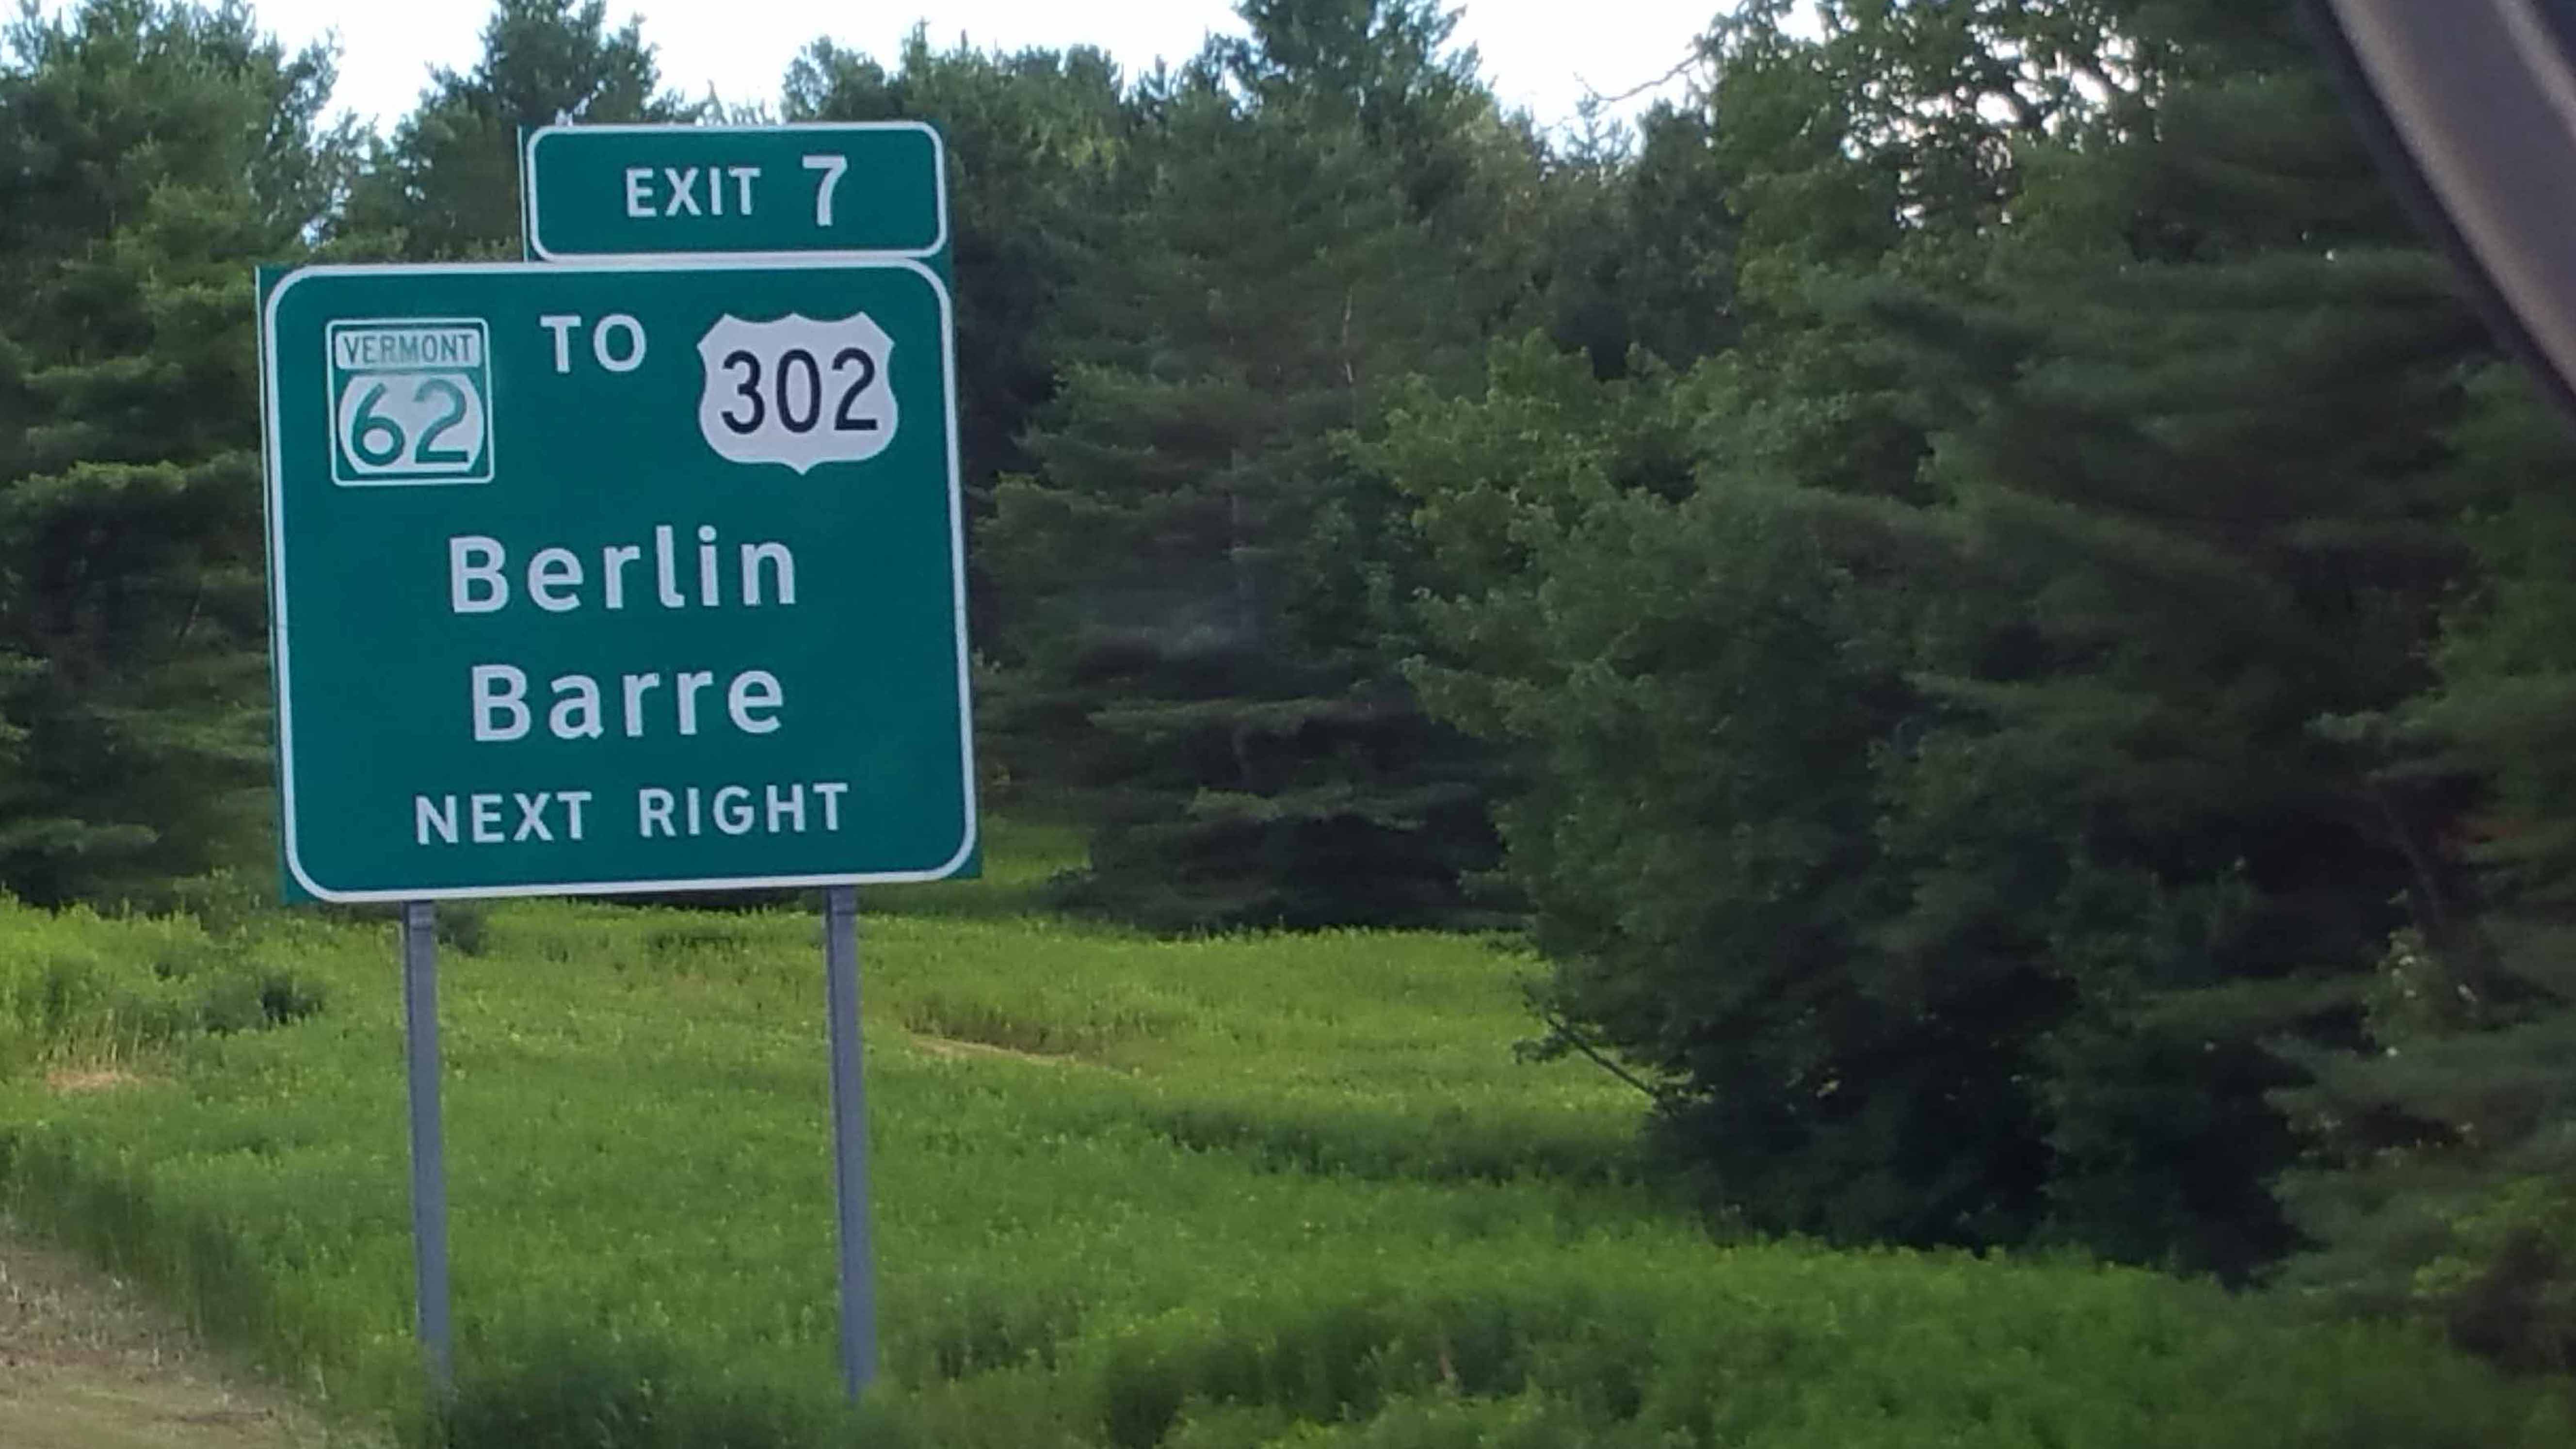 EXIT 7
VERMONT 62 TO 302
Berlin
Barre
NEXT RIGHT